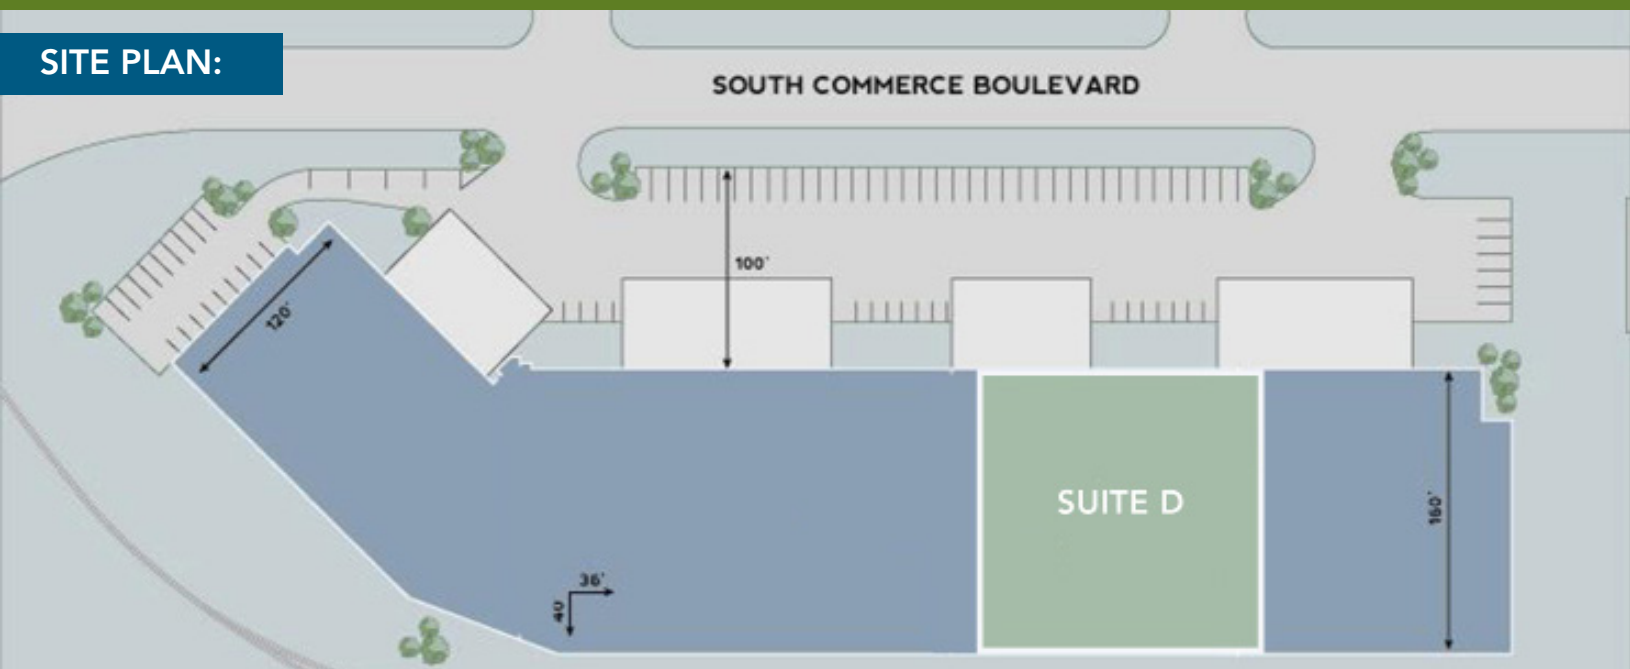 SITE PLAN:
SOUTH COMMERCE BOULEVARD
100'
120'
SUITE D
160'
36'
40